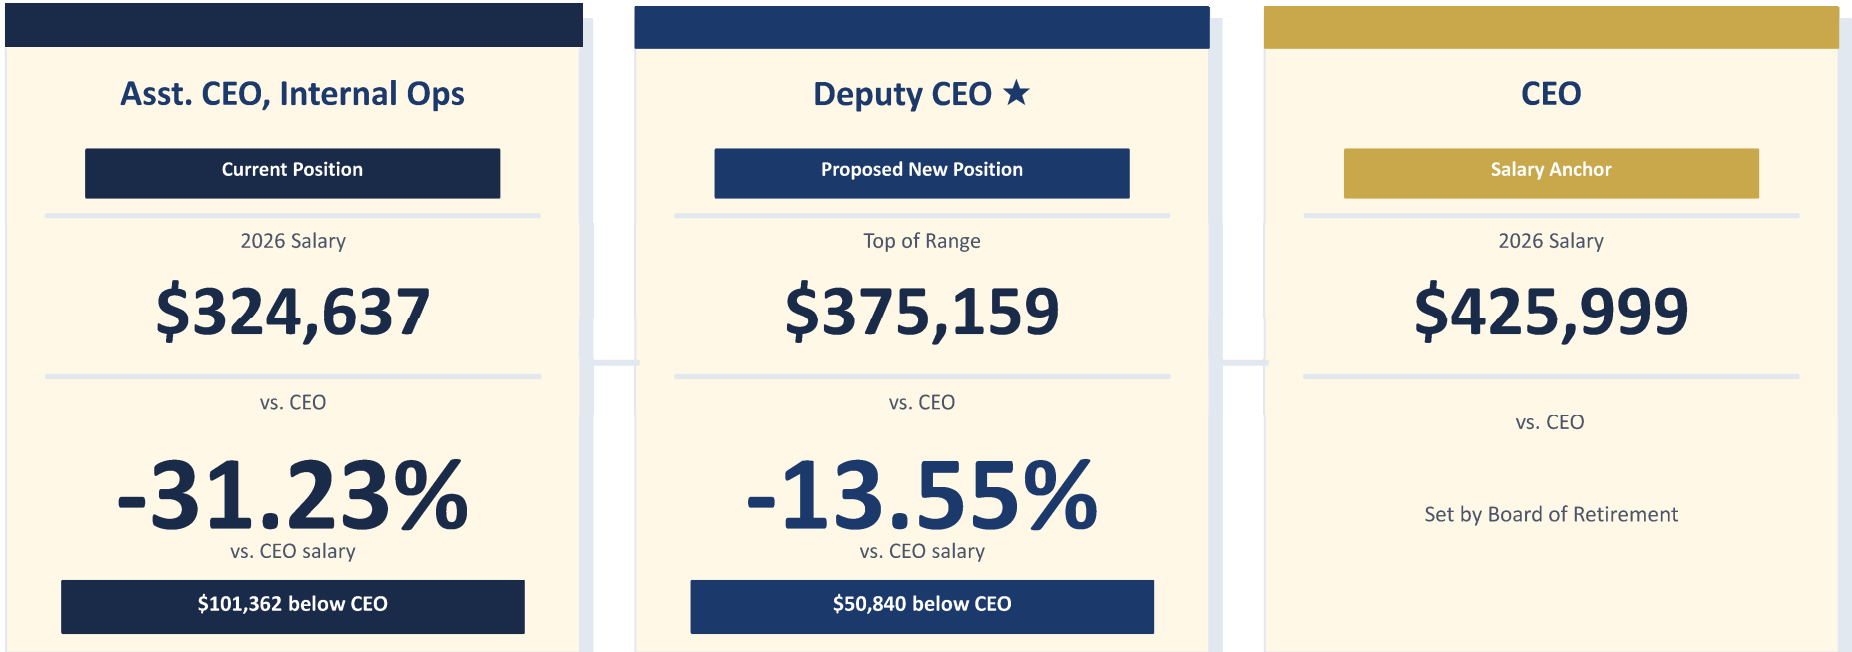 Asst. CEO, Internal Ops
Current Position
2026 Salary
$324,637
vs. CEO
-31.23%
vs. CEO salary
$101,362 below CEO
Deputy CEO ★
Proposed New Position
Top of Range
$375,159
vs. CEO
-13.55%
vs. CEO salary
$50,840 below CEO
CEO
Salary Anchor
2026 Salary
$425,999
vs. CEO
Set by Board of Retirement